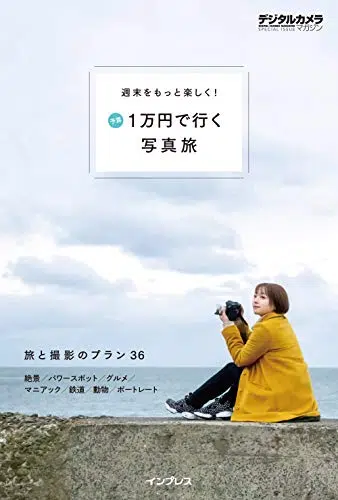 デジタルカメラ
マガジン
SPECIAL ISSUE
週末をもっと楽しく!
予算 1万円で行く
写真旅
旅と撮影のプラン 36
絶景/パワースポット/グルメ/
マニアック/鉄道/動物/ポートレート
インプレス